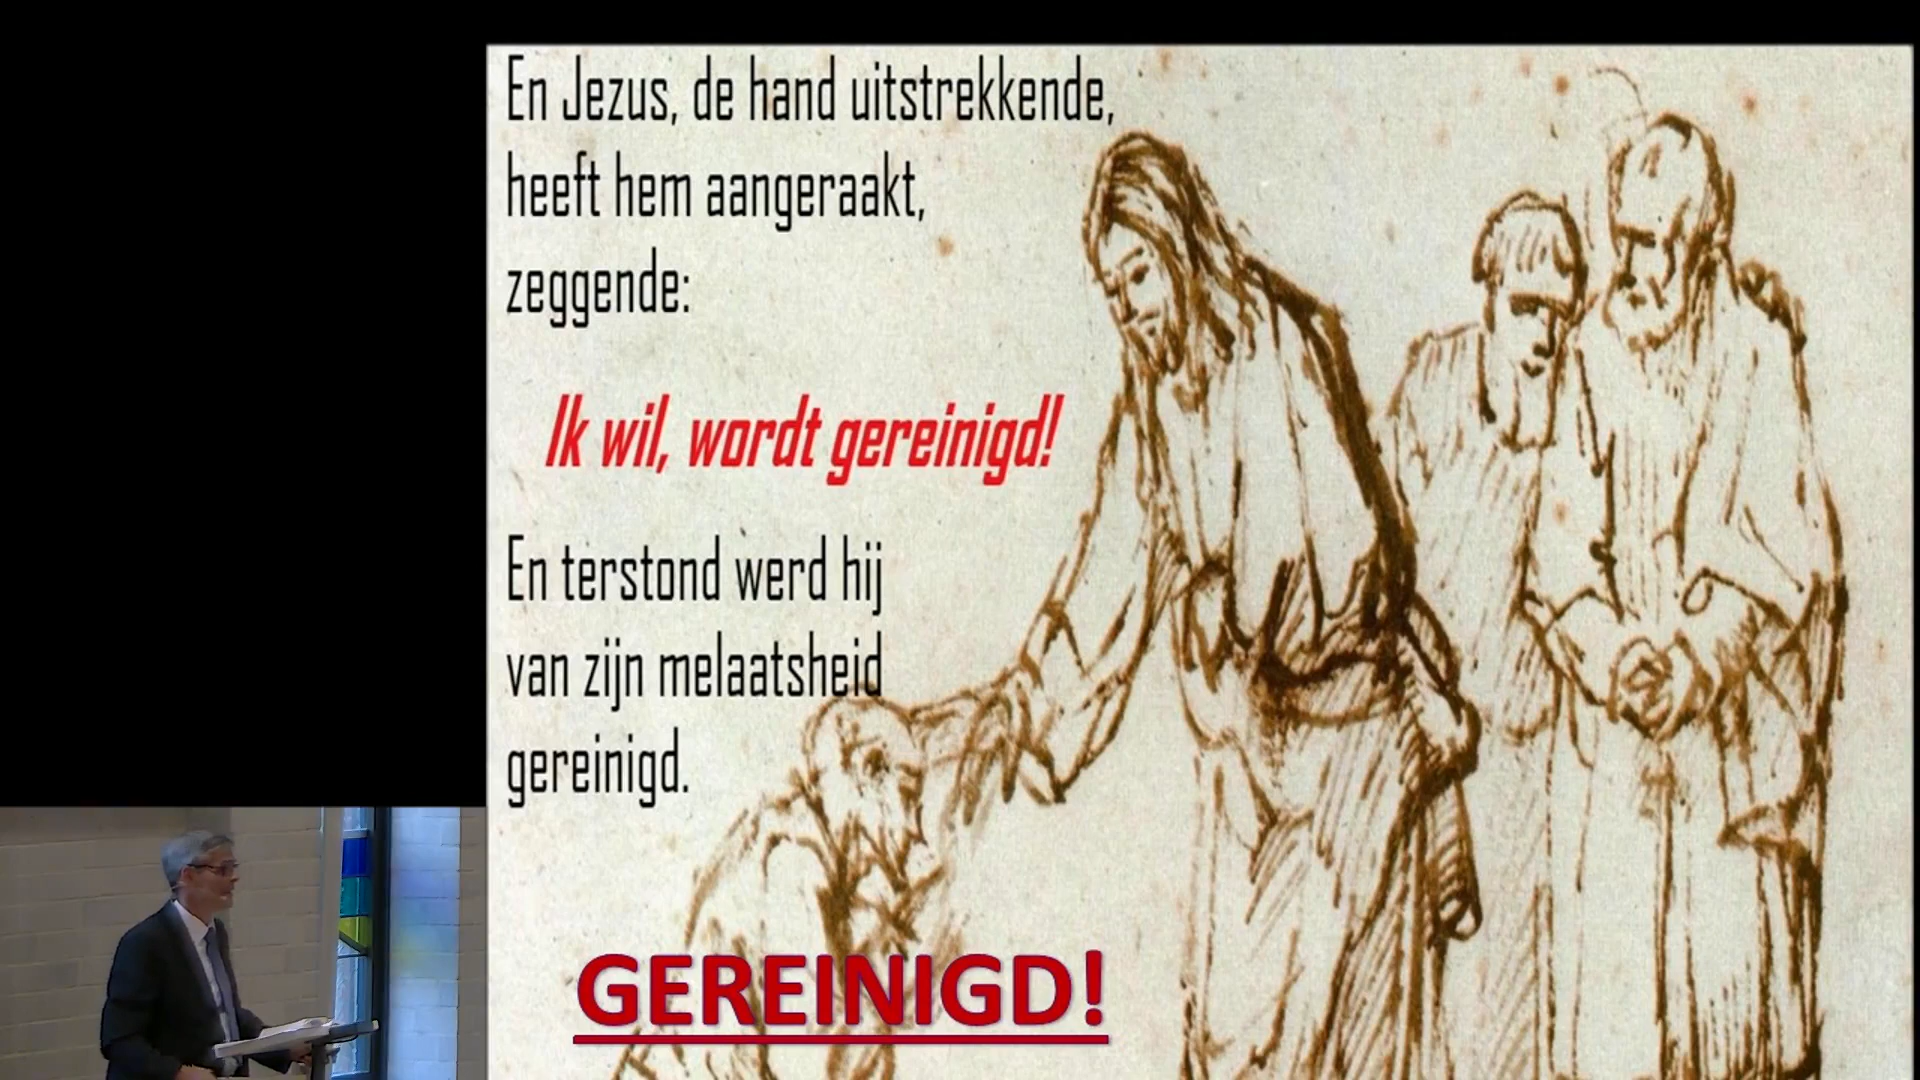 En Jezus, de hand uitstrekkende,
heeft hem aangeraakt,
zeggende:
Ik wil, wordt gereinigd!
En terstond werd hij
van zijn melaatsheid
gereinigd.
GEREINIGD!